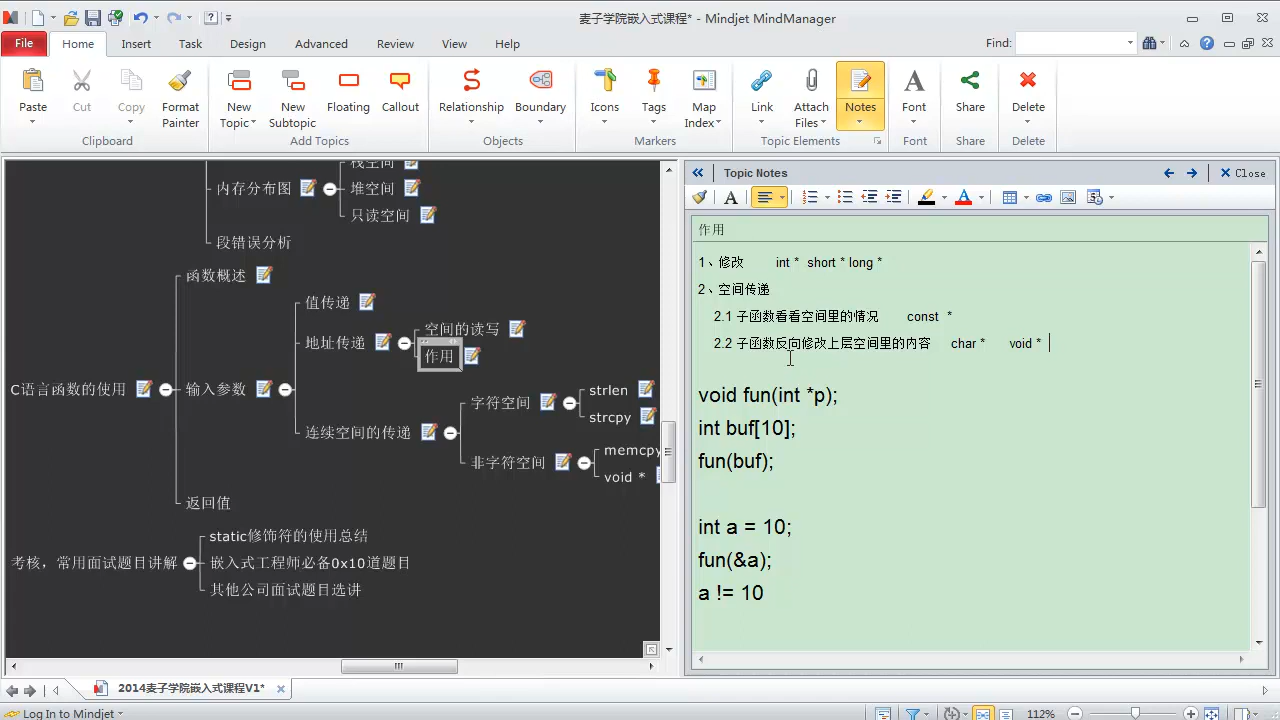 麦子学院嵌入式课程* - Mindjet MindManager
File Home Insert Task Design Advanced Review View Help Find:
Paste Cut Copy Format Painter New Topic New Subtopic Floating Callout Relationship Boundary Icons Tags Map Index Link Attach Files Notes Font Share Delete
Clipboard Add Topics Objects Markers Topic Elements Font Share Delete
栈空间
内存分布图
堆空间
只读空间
段错误分析
函数概述
值传递
空间的读写
地址传递
作用
C语言函数的使用
输入参数
strlen
字符空间
strcpy
连续空间的传递
memcpy
非字符空间
void *
返回值
static修饰符的使用总结
考核，常用面试题目讲解
嵌入式工程师必备0x10道题目
其他公司面试题目选讲
Topic Notes Close
作用
1、修改 int * short * long *
2、空间传递
2.1 子函数看看空间里的情况 const *
2.2 子函数反向修改上层空间里的内容 char * void *
void fun(int *p);
int buf[10];
fun(buf);
int a = 10;
fun(&a);
a != 10
2014麦子学院嵌入式课程V1*
Log In to Mindjet 112%